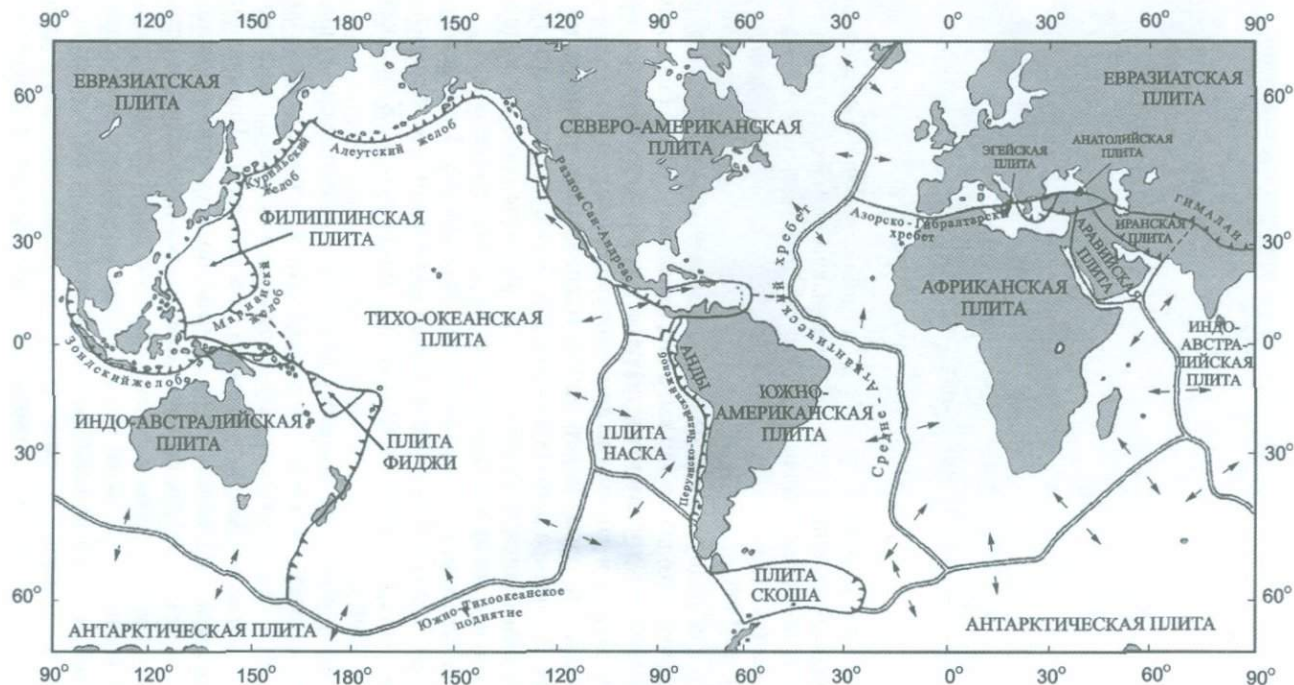 90° 120° 150° 180° 150° 120° 90° 60° 30° 0° 30° 60° 90°
60°
30°
0°
30°
60°
60°
30°
0°
30°
60°
ЕВРАЗИАТСКАЯ
ПЛИТА
СЕВЕРО-АМЕРИКАНСКАЯ
ПЛИТА
ЕВРАЗИАТСКАЯ
ПЛИТА
ЭГЕЙСКАЯ
ПЛИТА
АНАТОЛИЙСКАЯ
ПЛИТА
Алеутский желоб
Курильский
желоб
Разлом Сан-Андреас
ФИЛИППИНСКАЯ
ПЛИТА
Азорско-Гибралтарский
хребет
ГИМАЛАИ
ИРАНСКАЯ
ПЛИТА
АРАВИЙСКАЯ
ПЛИТА
Марианский
желоб
ТИХО-ОКЕАНСКАЯ
ПЛИТА
Средне-Атлантический хребет
АФРИКАНСКАЯ
ПЛИТА
Зондский желоб
ИНДО-АВСТРАЛИЙСКАЯ
ПЛИТА
ПЛИТА
ФИДЖИ
ПЛИТА
НАСКА
Перуанско-Чилийский желоб
АНДЫ
ЮЖНО-
АМЕРИКАНСКАЯ
ПЛИТА
ИНДО-
АВСТРА-
ЛИЙСКАЯ
ПЛИТА
Южно-Тихоокеанское
поднятие
ПЛИТА
СКОША
АНТАРКТИЧЕСКАЯ ПЛИТА
АНТАРКТИЧЕСКАЯ ПЛИТА
90° 120° 150° 180° 150° 120° 90° 60° 30° 0° 30° 60° 90°